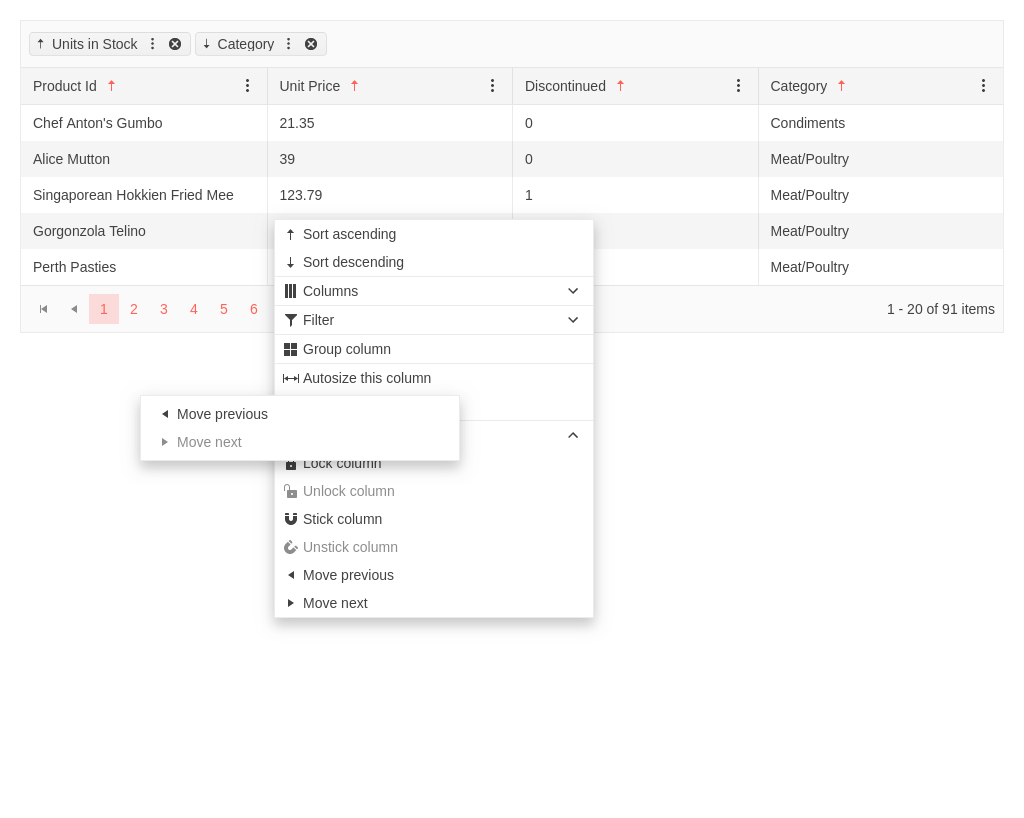 Units in Stock Category
Product Id Unit Price Discontinued Category
Chef Anton's Gumbo 21.35 0 Condiments
Alice Mutton 39 0 Meat/Poultry
Singaporean Hokkien Fried Mee 123.79 1 Meat/Poultry
Gorgonzola Telino Meat/Poultry
Perth Pasties Meat/Poultry
1 2 3 4 5 6 1 - 20 of 91 items
Sort ascending
Sort descending
Columns
Filter
Group column
Autosize this column
Move previous
Move next
Lock column
Unlock column
Stick column
Unstick column
Move previous
Move next